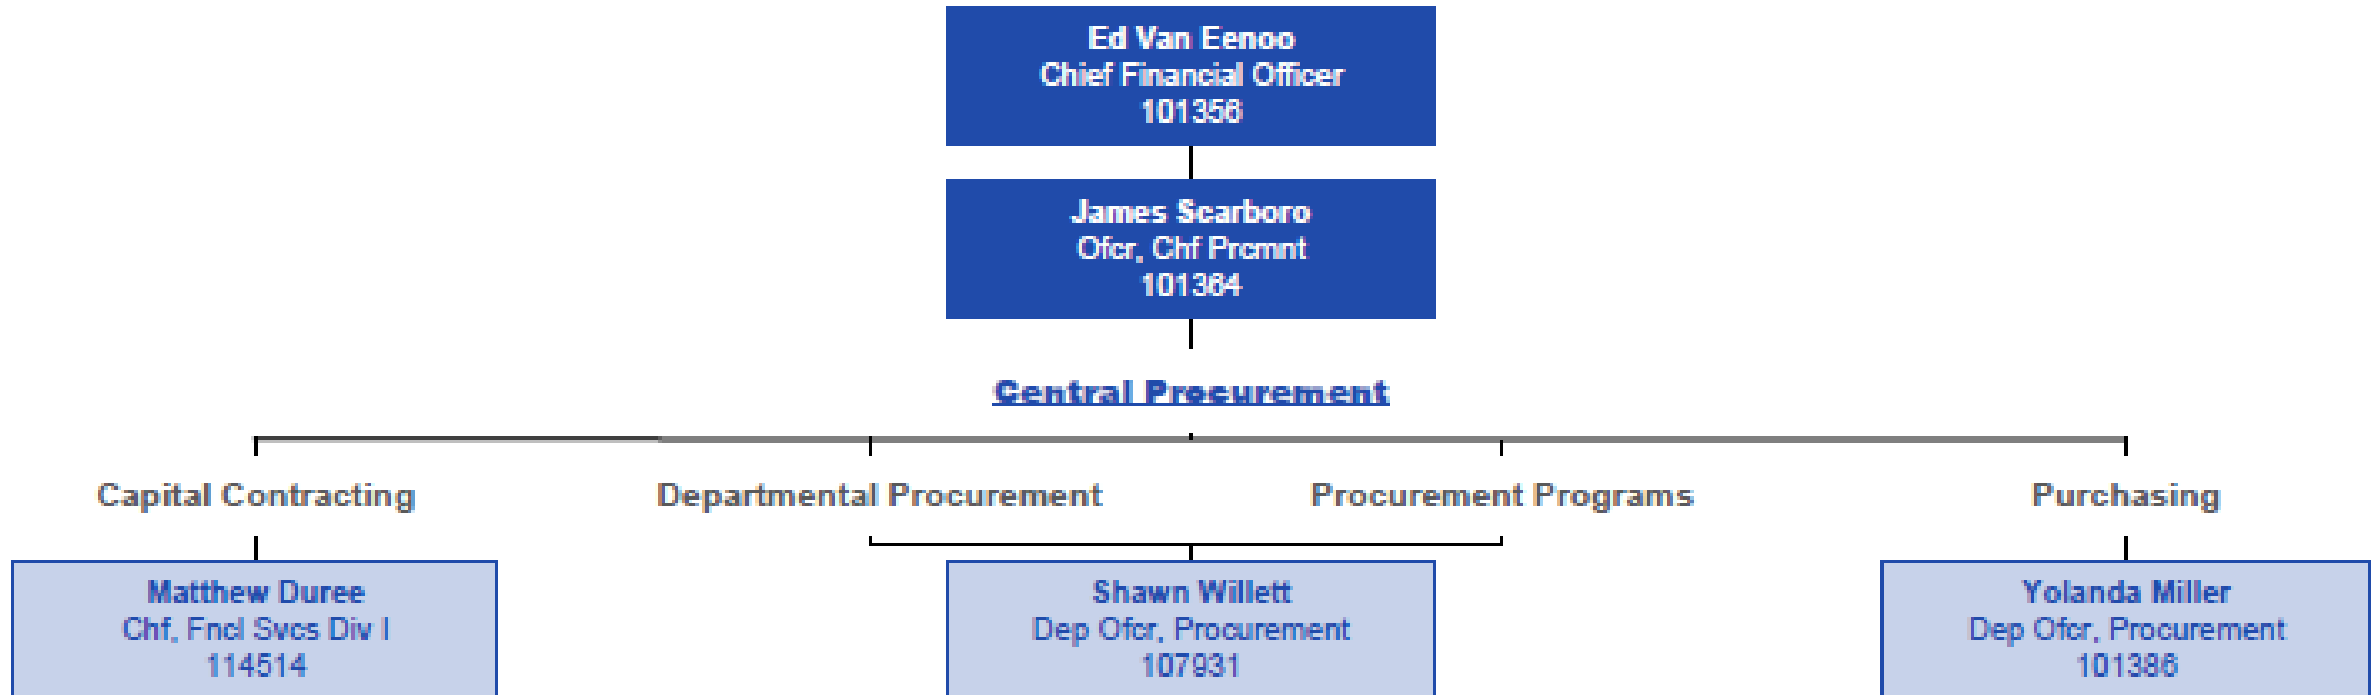 Ed Van Eenoo
Chief Financial Officer
101356
James Scarboro
Ofcr, Chf Prcmnt
101364
Central Procurement
Capital Contracting
Departmental Procurement
Procurement Programs
Purchasing
Matthew Duree
Chf, Fncl Svcs Div I
114514
Shawn Willett
Dep Ofcr, Procurement
107931
Yolanda Miller
Dep Ofcr, Procurement
101386